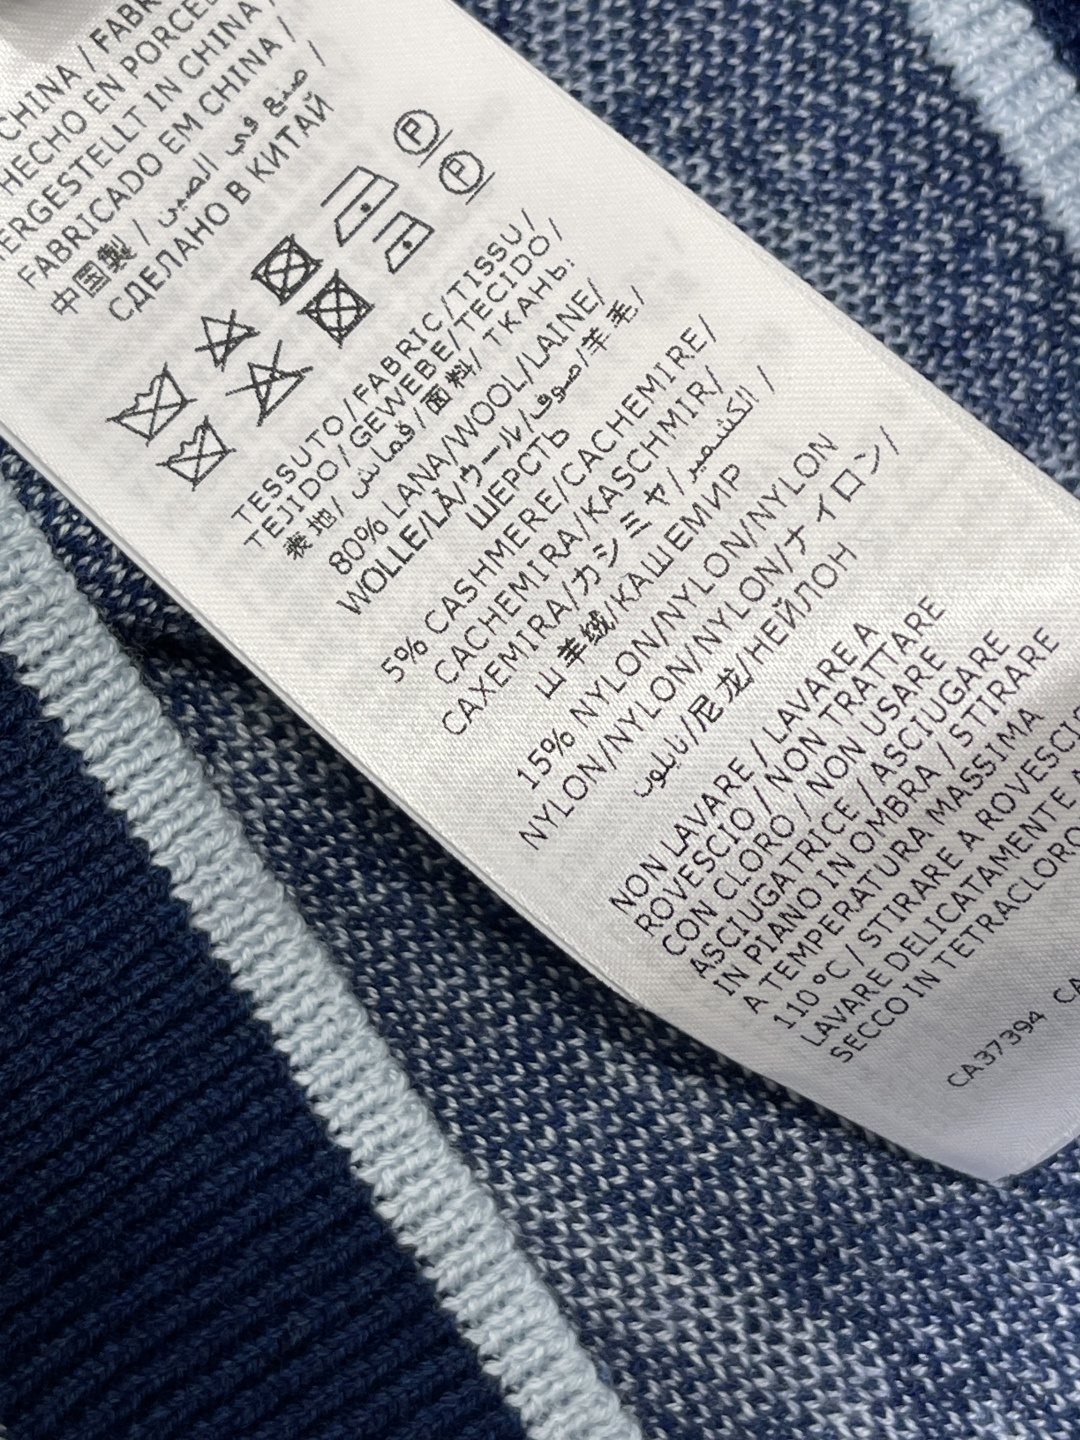 CHINA / FABR
HECHO EN PORCE
ERGESTELLT IN CHINA
FABRICADO EM CHINA /
中国製 / صنع في الصين /
СДЕЛАНО В КИТАЙ
P
P
TESSUTO/FABRIC/TISSU/
TEJIDO/GEWEBE/TECIDO/
表地/قماش/面料/ТКАНЬ:
80% LANA/WOOL/LAINE/
WOLLE/LÃ/ウール/صوف/羊毛/
ШЕРСТЬ
5% CASHMERE/CACHEMIRE/
CACHEMIRA/KASCHMIR/
CAXEMIRA/カシミヤ/الكشمير/
山羊绒/КАШЕМИР
15% NYLON/NYLON/NYLON
NYLON/NYLON/NYLON/ナイロン/
نايلون/尼龙/НЕЙЛОН
NON LAVARE / LAVARE A
ROVESCIO / NON TRATTARE
CON CLORO / NON USARE
ASCIUGATRICE / ASCIUGARE
IN PIANO IN OMBRA / STIRARE
A TEMPERATURA MASSIMA
110 °C / STIRARE A ROVESCI
LAVARE DELICATAMENTE A
SECCO IN TETRACLORO
CA37394 CA